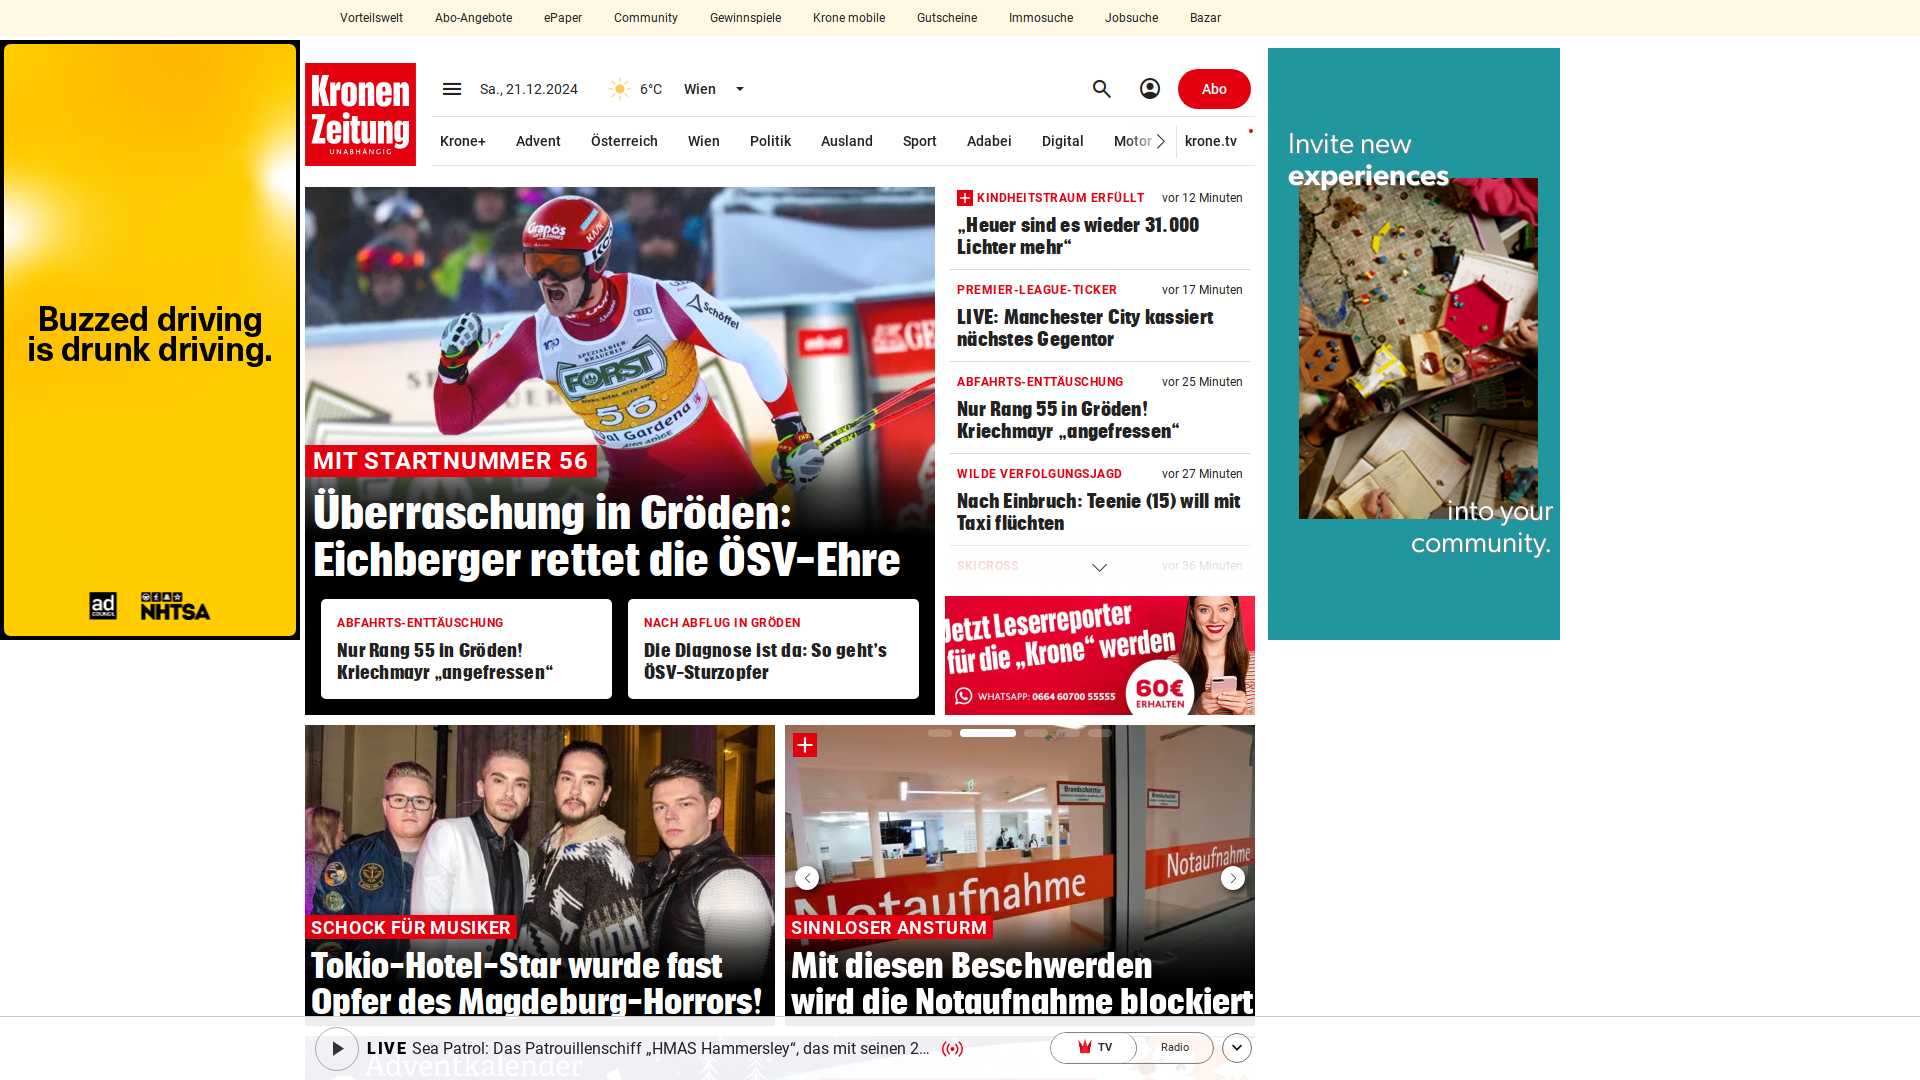 Vorteilswelt Abo-Angebote ePaper Community Gewinnspiele Krone mobile Gutscheine Immosuche Jobsuche Bazar
Buzzed driving
is drunk driving.
ad
COUNCIL
NHTSA
Kronen
Zeitung
UNABHÄNGIG
Sa., 21.12.2024 6°C Wien Abo
Krone+ Advent Österreich Wien Politik Ausland Sport Adabei Digital Motor krone.tv
Grapos
Schöffel
SPEZIALBIER-
BRAUEREI
FORST
56
Val Gardena
MIT STARTNUMMER 56
Überraschung in Gröden:
Eichberger rettet die ÖSV-Ehre
ABFAHRTS-ENTTÄUSCHUNG
Nur Rang 55 in Gröden!
Kriechmayr „angefressen“
NACH ABFLUG IN GRÖDEN
Die Diagnose ist da: So geht’s
ÖSV-Sturzopfer
KINDHEITSTRAUM ERFÜLLT vor 12 Minuten
„Heuer sind es wieder 31.000
Lichter mehr“
PREMIER-LEAGUE-TICKER vor 17 Minuten
LIVE: Manchester City kassiert
nächstes Gegentor
ABFAHRTS-ENTTÄUSCHUNG vor 25 Minuten
Nur Rang 55 in Gröden!
Kriechmayr „angefressen“
WILDE VERFOLGUNGSJAGD vor 27 Minuten
Nach Einbruch: Teenie (15) will mit
Taxi flüchten
SKICROSS vor 36 Minuten
Jetzt Leserreporter
für die „Krone“ werden
WHATSAPP: 0664 60700 55555
60€
ERHALTEN
Invite new
experiences
into your
community.
SCHOCK FÜR MUSIKER
Tokio-Hotel-Star wurde fast
Opfer des Magdeburg-Horrors!
Notaufnahme
Notaufnahme
SINNLOSER ANSTURM
Mit diesen Beschwerden
wird die Notaufnahme blockiert
LIVE Sea Patrol: Das Patrouillenschiff „HMAS Hammersley“, das mit seinen 2... TV Radio
Adventkalender